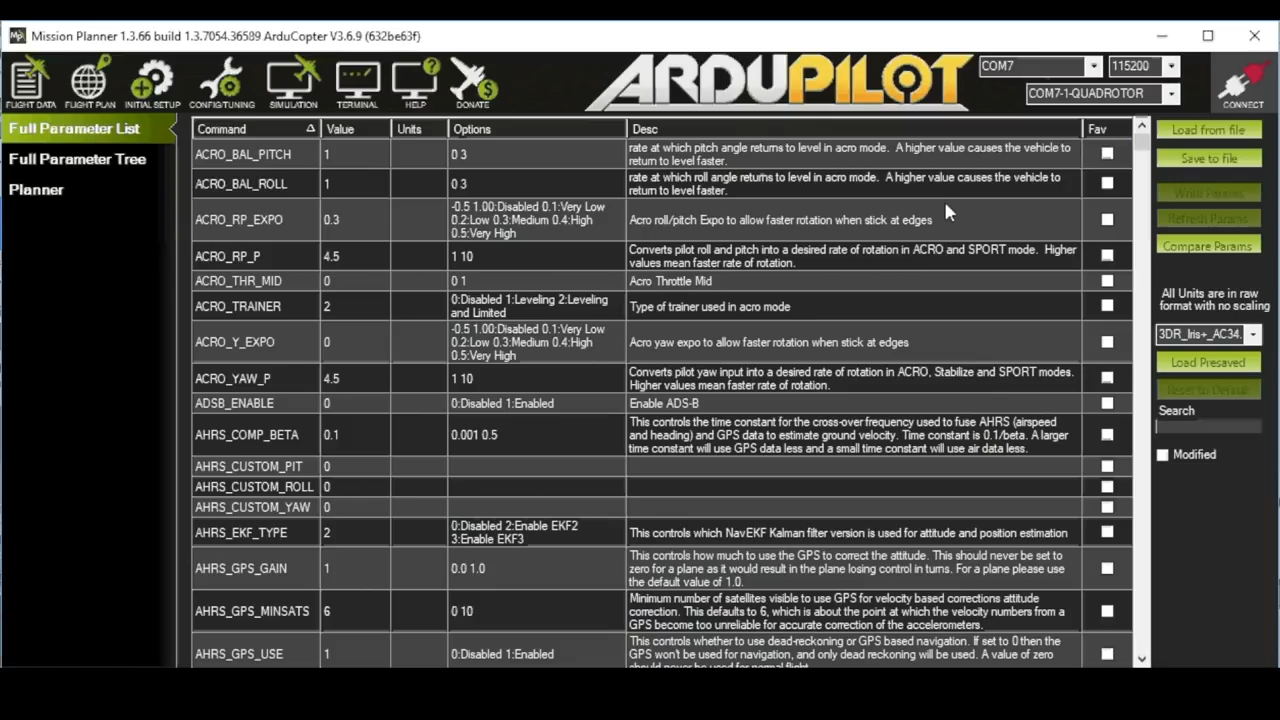 Mission Planner 1.3.66 build 1.3.7054.36589 ArduCopter V3.6.9 (632be63f)
FLIGHT DATA FLIGHT PLAN INITIAL SETUP CONFIG/TUNING SIMULATION TERMINAL HELP DONATE
ARDUPILOT
COM7 115200
COM7-1-QUADROTOR
CONNECT
Full Parameter List
Full Parameter Tree
Planner
Command Value Units Options Desc Fav
ACRO_BAL_PITCH 1 0 3 rate at which pitch angle returns to level in acro mode. A higher value causes the vehicle to
return to level faster.
ACRO_BAL_ROLL 1 0 3 rate at which roll angle returns to level in acro mode. A higher value causes the vehicle to
return to level faster.
ACRO_RP_EXPO 0.3 -0.5 1.00:Disabled 0.1:Very Low
0.2:Low 0.3:Medium 0.4:High
0.5:Very High
Acro roll/pitch Expo to allow faster rotation when stick at edges
ACRO_RP_P 4.5 1 10 Converts pilot roll and pitch into a desired rate of rotation in ACRO and SPORT mode. Higher
values mean faster rate of rotation.
ACRO_THR_MID 0 0 1 Acro Throttle Mid
ACRO_TRAINER 2 0:Disabled 1:Leveling 2:Leveling
and Limited
Type of trainer used in acro mode
ACRO_Y_EXPO 0 -0.5 1.00:Disabled 0.1:Very Low
0.2:Low 0.3:Medium 0.4:High
0.5:Very High
Acro yaw expo to allow faster rotation when stick at edges
ACRO_YAW_P 4.5 1 10 Converts pilot yaw input into a desired rate of rotation in ACRO, Stabilize and SPORT modes.
Higher values mean faster rate of rotation.
ADSB_ENABLE 0 0:Disabled 1:Enabled Enable ADS-B
AHRS_COMP_BETA 0.1 0.001 0.5 This controls the time constant for the cross-over frequency used to fuse AHRS (airspeed
and heading) and GPS data to estimate ground velocity. Time constant is 0.1/beta. A larger
time constant will use GPS data less and a small time constant will use air data less.
AHRS_CUSTOM_PIT 0
AHRS_CUSTOM_ROLL 0
AHRS_CUSTOM_YAW 0
AHRS_EKF_TYPE 2 0:Disabled 2:Enable EKF2
3:Enable EKF3
This controls which NavEKF Kalman filter version is used for attitude and position estimation
AHRS_GPS_GAIN 1 0.0 1.0 This controls how much to use the GPS to correct the attitude. This should never be set to
zero for a plane as it would result in the plane losing control in turns. For a plane please use
the default value of 1.0.
AHRS_GPS_MINSATS 6 0 10 Minimum number of satellites visible to use GPS for velocity based corrections attitude
correction. This defaults to 6, which is about the point at which the velocity numbers from a
GPS become too unreliable for accurate correction of the accelerometers.
AHRS_GPS_USE 1 0:Disabled 1:Enabled This controls whether to use dead-reckoning or GPS based navigation. If set to 0 then the
GPS won't be used for navigation, and only dead reckoning will be used. A value of zero
should never be used for normal flight.
Load from file
Save to file
Write Params
Refresh Params
Compare Params
All Units are in raw
format with no scaling
3DR_Iris+_AC34.
Load Presaved
Reset to Default
Search
Modified